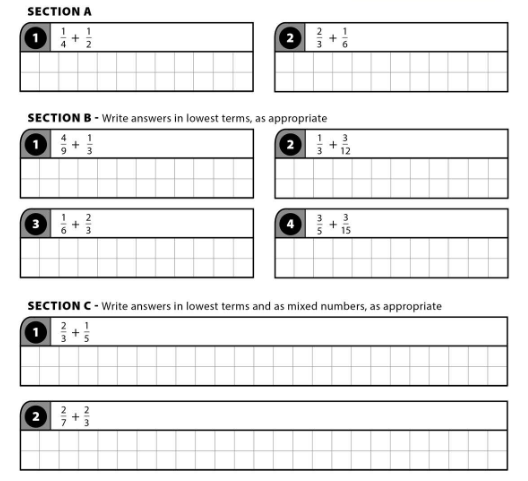 SECTION A
1 1/4 + 1/2
2 2/3 + 1/6
SECTION B - Write answers in lowest terms, as appropriate
1 4/9 + 1/3
2 1/3 + 3/12
3 1/6 + 2/3
4 3/5 + 3/15
SECTION C - Write answers in lowest terms and as mixed numbers, as appropriate
1 2/3 + 1/5
2 2/7 + 2/3